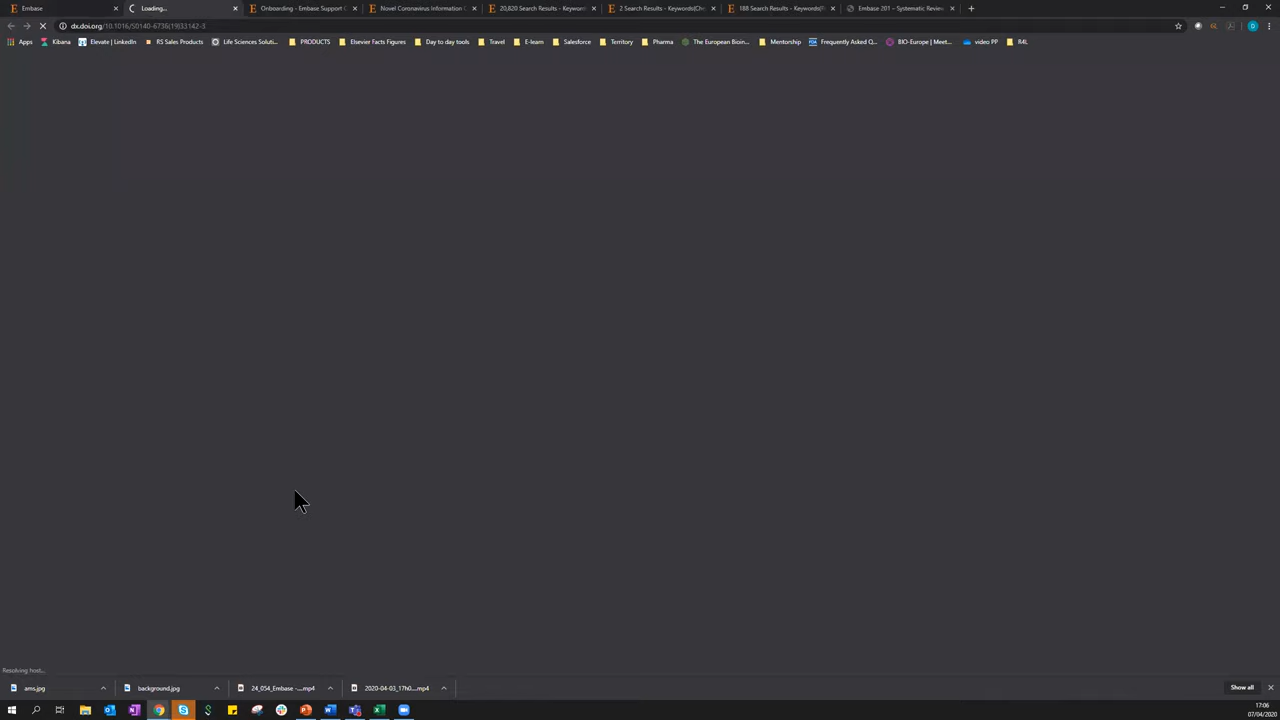 Embase
Loading...
Onboarding - Embase Support C
Novel Coronavirus Information C
20,820 Search Results - Keyword
2 Search Results - Keywords(Chr
188 Search Results - Keywords(
Embase 201 – Systematic Review
dx.doi.org/10.1016/S0140-6736(19)33142-3
Apps
Kibana
Elevate | LinkedIn
RS Sales Products
Life Sciences Soluti...
PRODUCTS
Elsevier Facts Figures
Day to day tools
Travel
E-learn
Salesforce
Territory
Pharma
The European Bioin...
Mentorship
Frequently Asked Q...
BIO-Europe | Meet...
video PP
R4L
Resolving host...
ams.jpg
background.jpg
24_054_Embase -....mp4
2020-04-03_17h0....mp4
Show all
17:06
07/04/2020